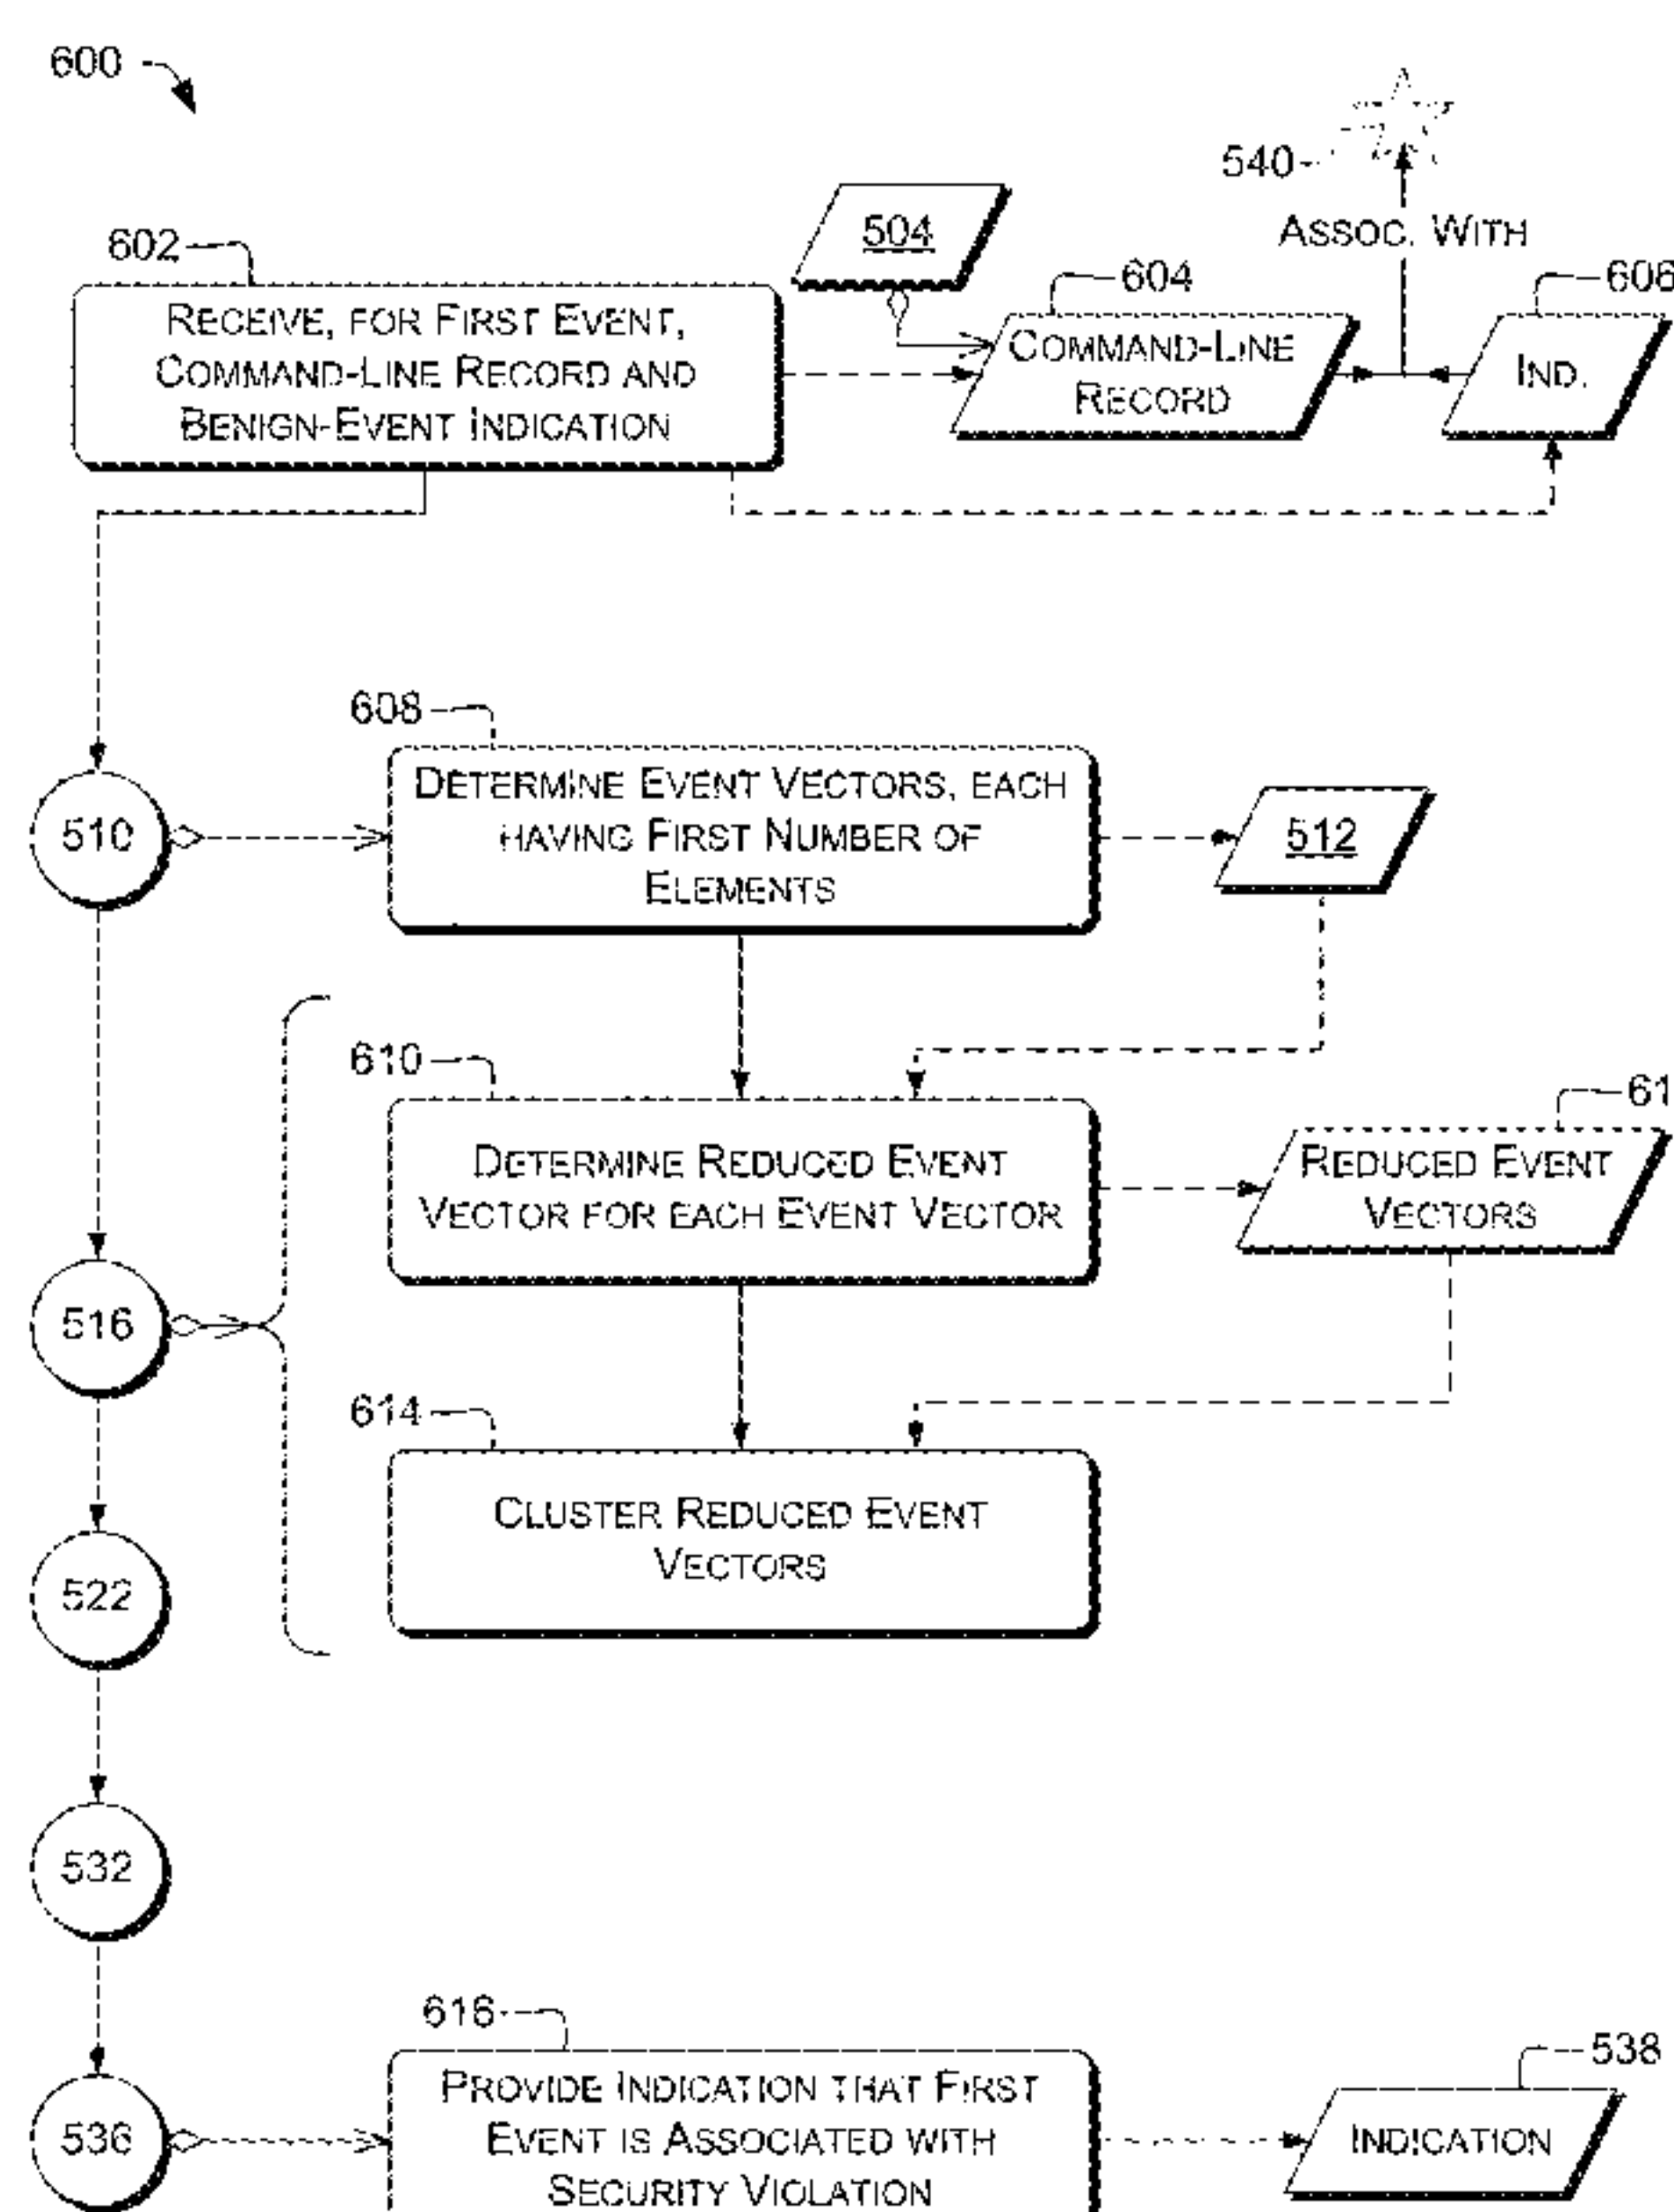 600
540
504
ASSOC. WITH
602
604
606
RECEIVE, FOR FIRST EVENT,
COMMAND-LINE RECORD AND
BENIGN-EVENT INDICATION
COMMAND-LINE
RECORD
IND.
608
DETERMINE EVENT VECTORS, EACH
HAVING FIRST NUMBER OF
ELEMENTS
510
512
610
61
DETERMINE REDUCED EVENT
VECTOR FOR EACH EVENT VECTOR
REDUCED EVENT
VECTORS
516
614
CLUSTER REDUCED EVENT
VECTORS
522
532
616
538
PROVIDE INDICATION THAT FIRST
EVENT IS ASSOCIATED WITH
SECURITY VIOLATION
536
INDICATION